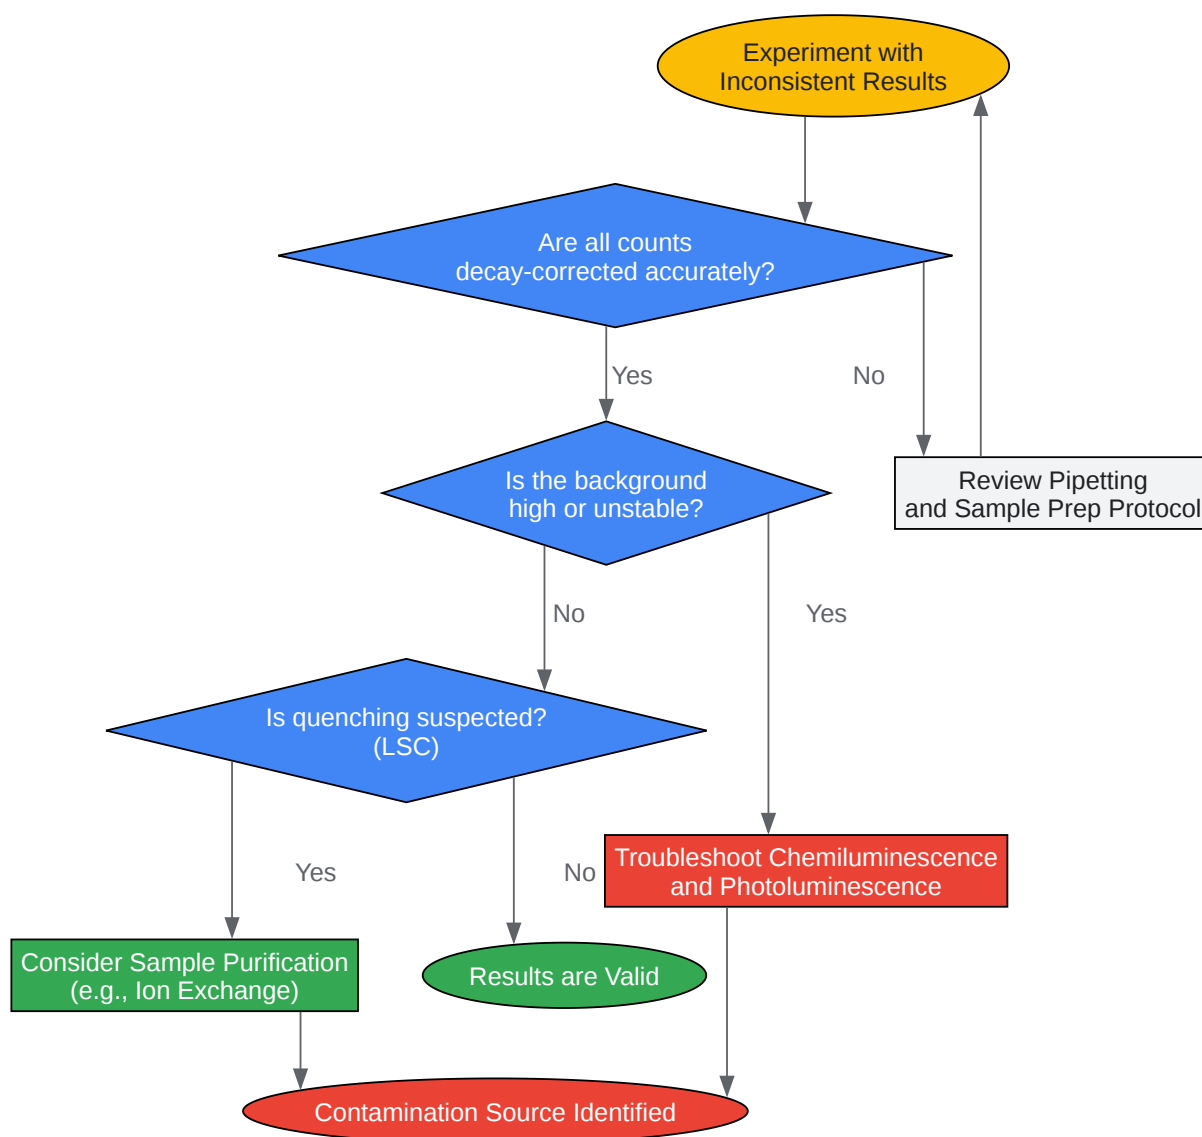 Experiment with
Inconsistent Results
Are all counts
decay-corrected accurately?
Yes
No
Is the background
high or unstable?
Review Pipetting
and Sample Prep Protocol
No
Yes
Is quenching suspected?
(LSC)
Yes
No
Troubleshoot Chemiluminescence
and Photoluminescence
Consider Sample Purification
(e.g., Ion Exchange)
Results are Valid
Contamination Source Identified